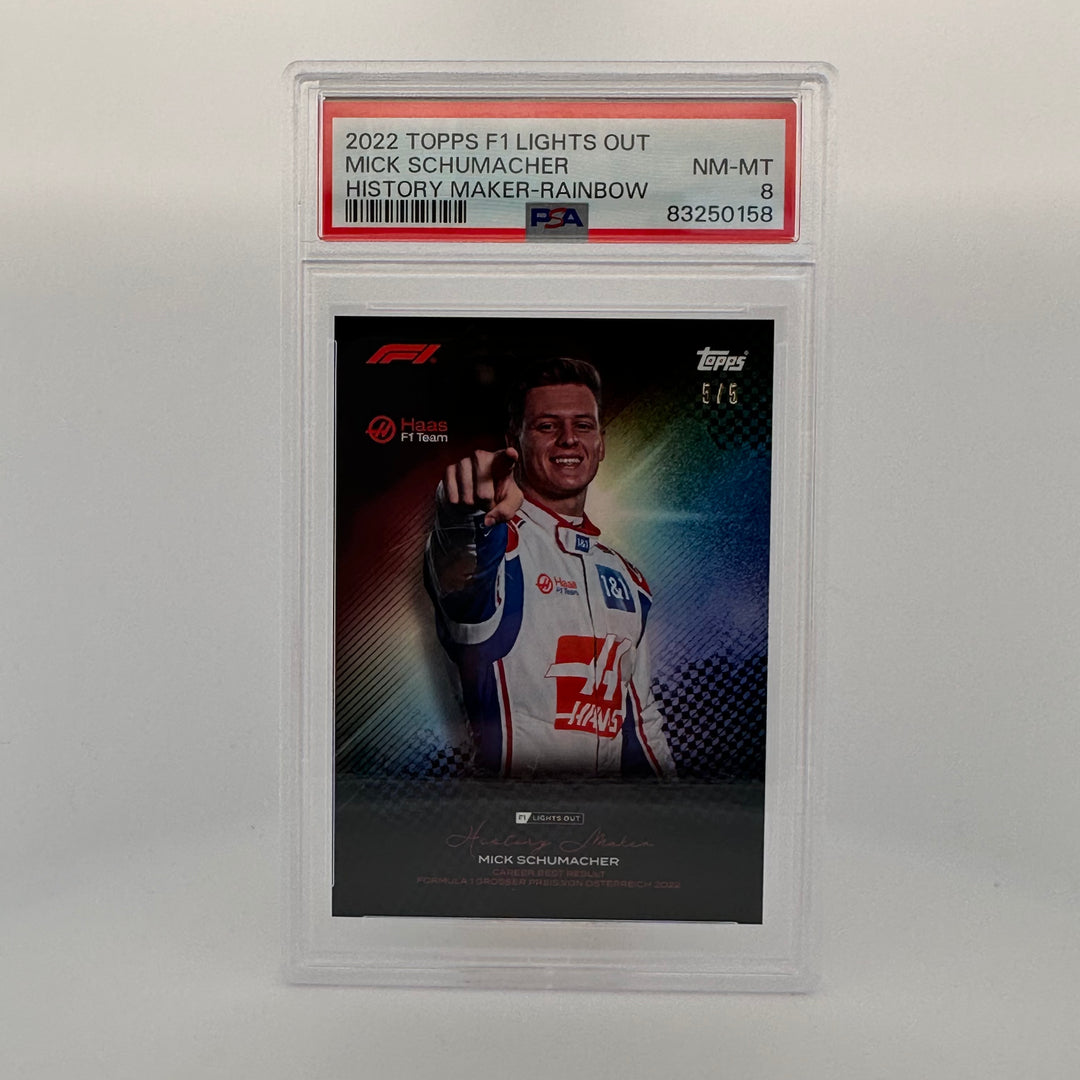 2022 TOPPS F1 LIGHTS OUT
MICK SCHUMACHER NM-MT
HISTORY MAKER-RAINBOW 8
PSA 83250158
F1
topps
5/5
Haas
F1 Team
1&1
Haas
F1 Team
1&1
HAAS
F1 LIGHTS OUT
History Maker
MICK SCHUMACHER
CAREER BEST RESULT
FORMULA 1 GROSSER PREIS VON ÖSTERREICH 2022